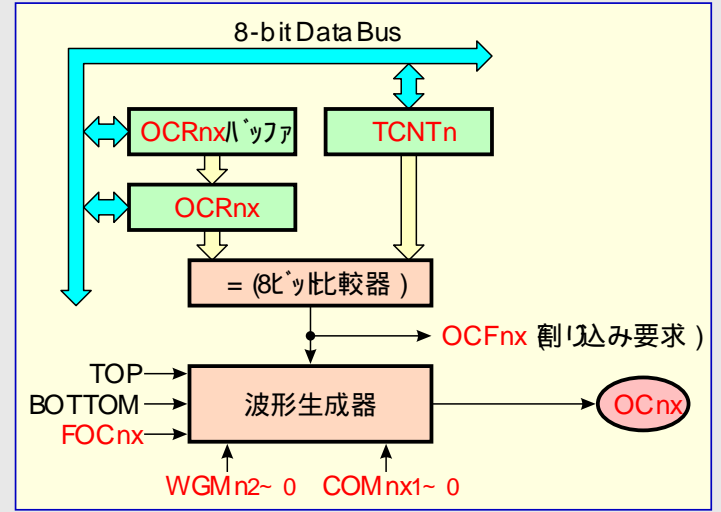 8-bit Data Bus
OCRnxバッファ
TCNTn
OCRnx
= (8ビット比較器)
OCFnx (割り込み要求)
TOP
BOTTOM
FOCnx
波形生成器
OCnx
WGMn2~0
COMnx1~0